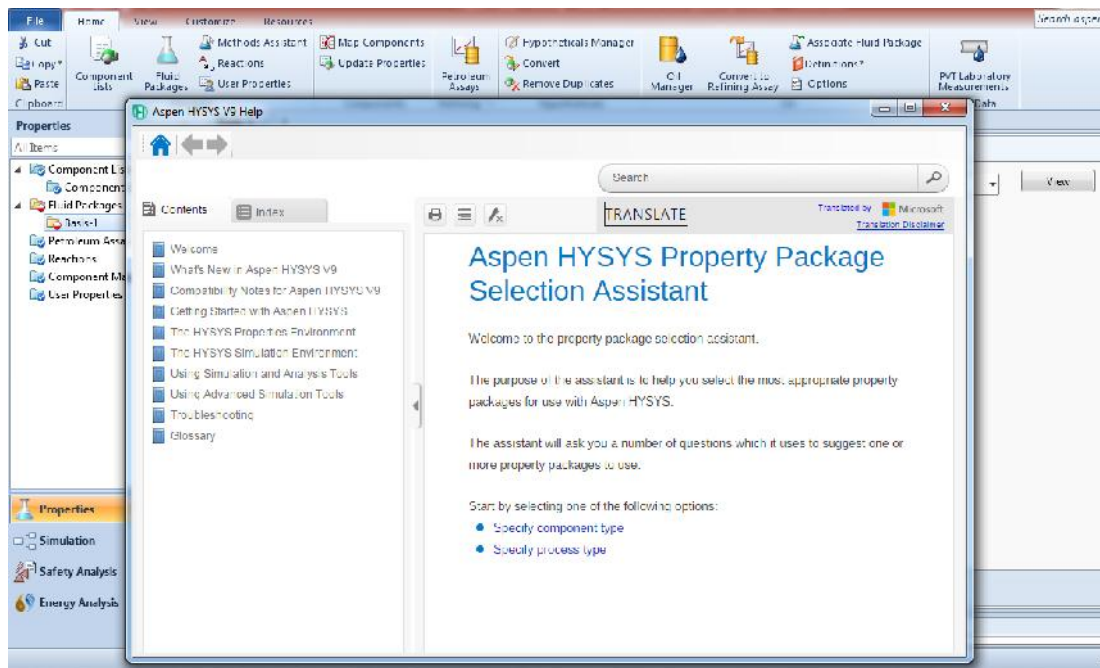 File Home View Customize Resources
Search aspen
Cut
Copy
Paste
Clipboard
Component Lists
Fluid Packages
Methods Assistant
Reactions
User Properties
Map Components
Update Properties
Petroleum Assays
Hypotheticals Manager
Convert
Remove Duplicates
Oil Manager
Convert to Refining Assay
Associate Fluid Package
Definitions
Options
PVT Laboratory Measurements
Data
Properties
All Items
Component Lis
Component
Fluid Packages
Basis-1
Petroleum Assa
Reactions
Component Ma
User Properties
Properties
Simulation
Safety Analysis
Energy Analysis
View
Aspen HYSYS V9 Help
Search
Contents
Index
Welcome
What's New in Aspen HYSYS V9
Compatibility Notes for Aspen HYSYS V9
Getting Started with Aspen HYSYS
The HYSYS Properties Environment
The HYSYS Simulation Environment
Using Simulation and Analysis Tools
Using Advanced Simulation Tools
Troubleshooting
Glossary
TRANSLATE
Translated by Microsoft
Translation Disclaimer
Aspen HYSYS Property Package
Selection Assistant
Welcome to the property package selection assistant.
The purpose of the assistant is to help you select the most appropriate property
packages for use with Aspen HYSYS.
The assistant will ask you a number of questions which it uses to suggest one or
more property packages to use.
Start by selecting one of the following options:
Specify component type
Specify process type